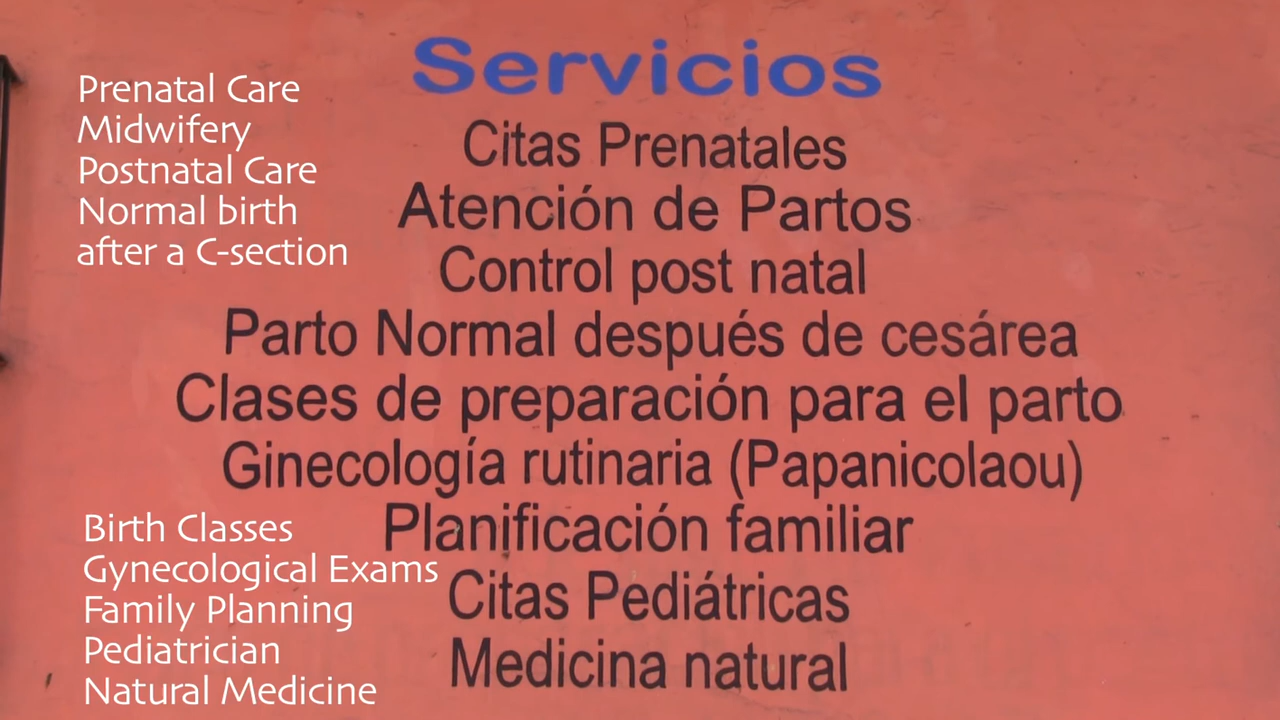 Servicios
Citas Prenatales
Atención de Partos
Control post natal
Parto Normal después de cesárea
Clases de preparación para el parto
Ginecología rutinaria (Papanicolaou)
Planificación familiar
Citas Pediátricas
Medicina natural
Prenatal Care
Midwifery
Postnatal Care
Normal birth
after a C-section
Birth Classes
Gynecological Exams
Family Planning
Pediatrician
Natural Medicine